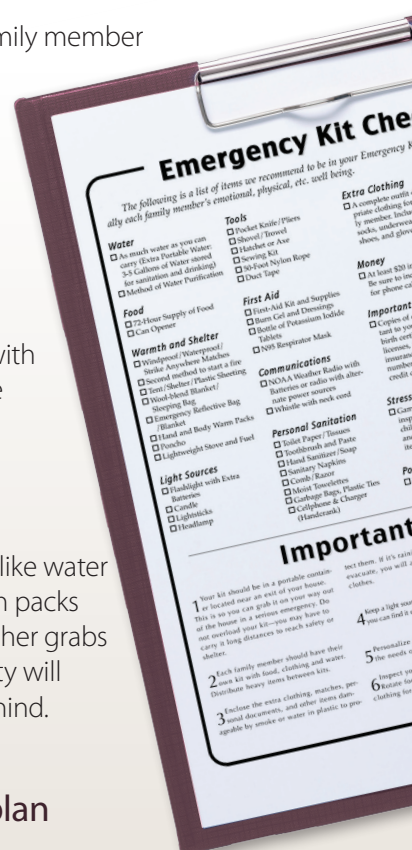 mily member
with
e
like water
n packs
her grabs
ty will
mind.
plan
Emergency Kit Che
The following is a list of items we recommend to be in your Emergency K
ally each family member's emotional, physical, etc. well being.
Water
As much water as you can
carry (Extra Portable Water:
3-5 Gallons of Water stored
for sanitation and drinking)
Method of Water Purification
Food
72-Hour Supply of Food
Can Opener
Warmth and Shelter
Windproof/Waterproof/
Strike Anywhere Matches
Second method to start a fire
Tent/Shelter/Plastic Sheeting
Wool-blend Blanket/
Sleeping Bag
Emergency Reflective Bag
/Blanket
Hand and Body Warm Packs
Poncho
Lightweight Stove and Fuel
Light Sources
Flashlight with Extra
Batteries
Candle
Lightsticks
Headlamp
Tools
Pocket Knife/Pliers
Shovel/Trowel
Hatchet or Axe
Sewing Kit
50-Foot Nylon Rope
Duct Tape
First Aid
First-Aid Kit and Supplies
Burn Gel and Dressings
Bottle of Potassium Iodide
Tablets
N95 Respirator Mask
Communications
NOAA Weather Radio with
Batteries or radio with alter-
nate power sources
Whistle with neck cord
Personal Sanitation
Toilet Paper/Tissues
Toothbrush and Paste
Hand Sanitizer/Soap
Sanitary Napkins
Comb/Razor
Moist Towelettes
Garbage Bags, Plastic Ties
Cellphone & Charger
(Handcrank)
Extra Clothing
A complete outfit
priate clothing for
ly member. Inclu
socks, underwea
shoes, and glov
Money
At least $20 in
Be sure to in
for phone ca
Important
Copies of
tant to yo
birth cert
licenses,
insuran
number
credit
Stress
Gam
insp
chil
an
ite
Po
Important
1 Your kit should be in a portable contain-
er located near an exit of your house.
This is so you can grab it on your way out
of the house in a serious emergency. Do
not overload your kit—you may have to
carry it long distances to reach safety or
shelter.
2 Each family member should have their
own kit with food, clothing and water.
Distribute heavy items between kits.
3 Enclose the extra clothing, matches, per-
sonal documents, and other items dam-
agable by smoke or water in plastic to pro-
tect them. If it's rain
evacuate, you will a
clothes.
4 Keep a light sour
you can find it
5 Personalize
the needs o
6 Inspect yo
Rotate foo
clothing fo